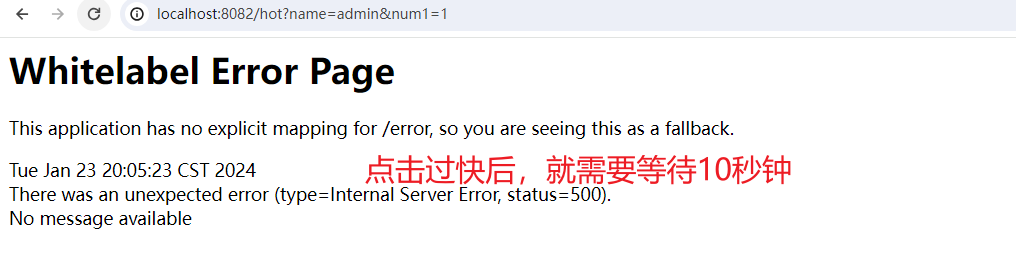 localhost:8082/hot?name=admin&num1=1
Whitelabel Error Page
This application has no explicit mapping for /error, so you are seeing this as a fallback.
Tue Jan 23 20:05:23 CST 2024
点击过快后，就需要等待10秒钟
There was an unexpected error (type=Internal Server Error, status=500).
No message available